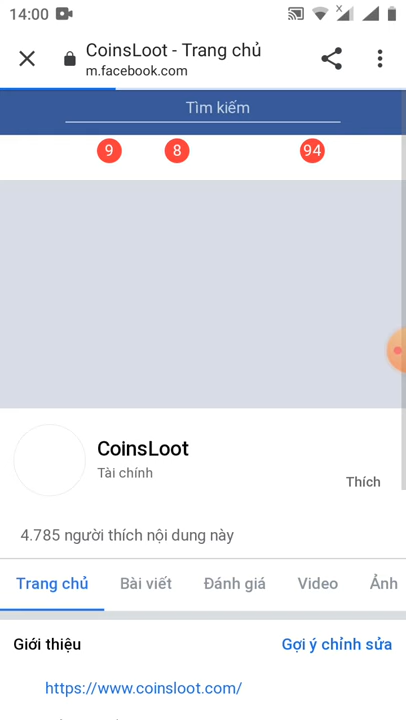 14:00
CoinsLoot - Trang chủ
m.facebook.com
Tìm kiếm
9 8 94
CoinsLoot
Tài chính
Thích
4.785 người thích nội dung này
Trang chủ Bài viết Đánh giá Video Ảnh
Giới thiệu Gợi ý chỉnh sửa
https://www.coinsloot.com/